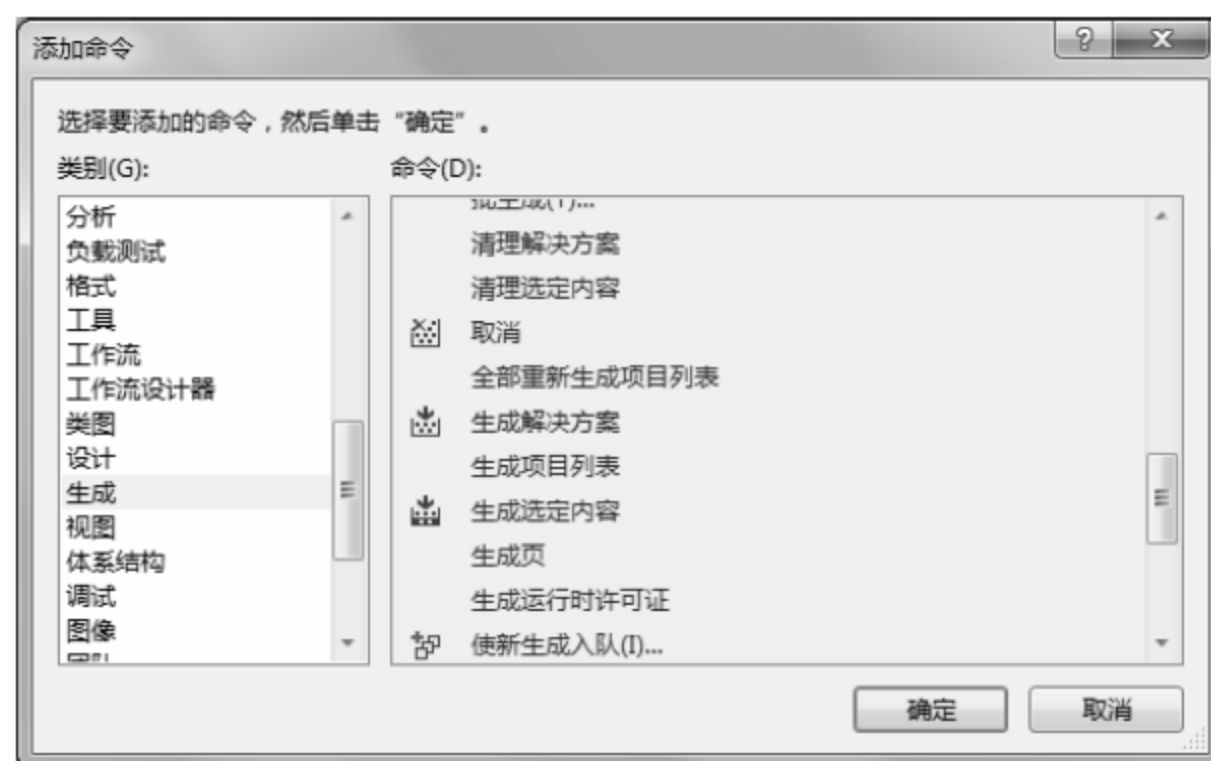 添加命令
选择要添加的命令，然后单击“确定”。
类别(G):
命令(D):
分析
负载测试
格式
工具
工作流
工作流设计器
类图
设计
生成
视图
体系结构
调试
图像
清理解决方案
清理选定内容
取消
全部重新生成项目列表
生成解决方案
生成项目列表
生成选定内容
生成页
生成运行时许可证
使新生成入队(I)...
确定
取消